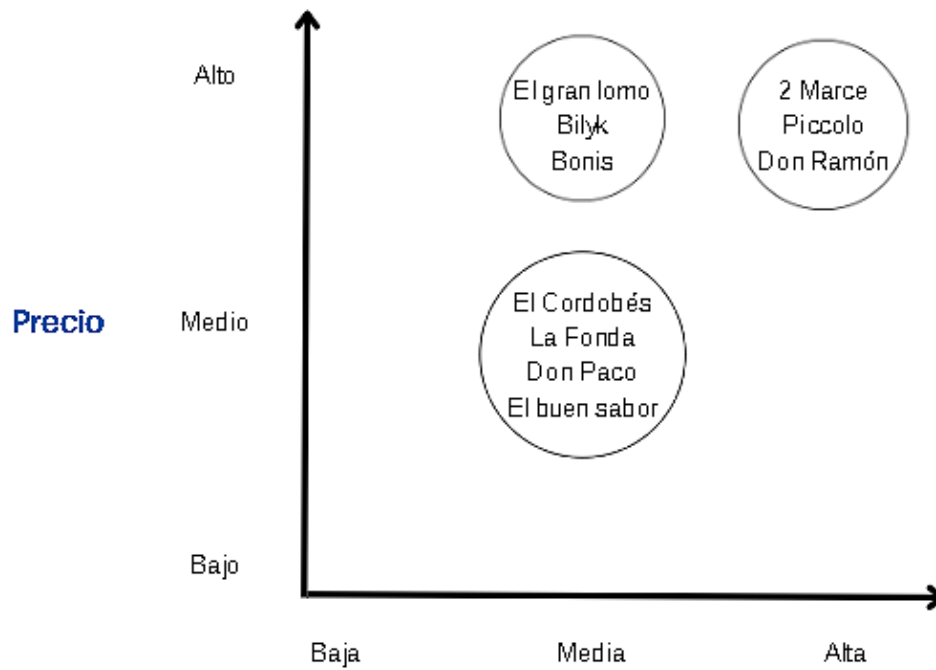 Alto
El gran lomo
Bilyk
Bonis
2 Marce
Piccolo
Don Ramón
Precio
Medio
El Cordobés
La Fonda
Don Paco
El buen sabor
Bajo
Baja
Media
Alta